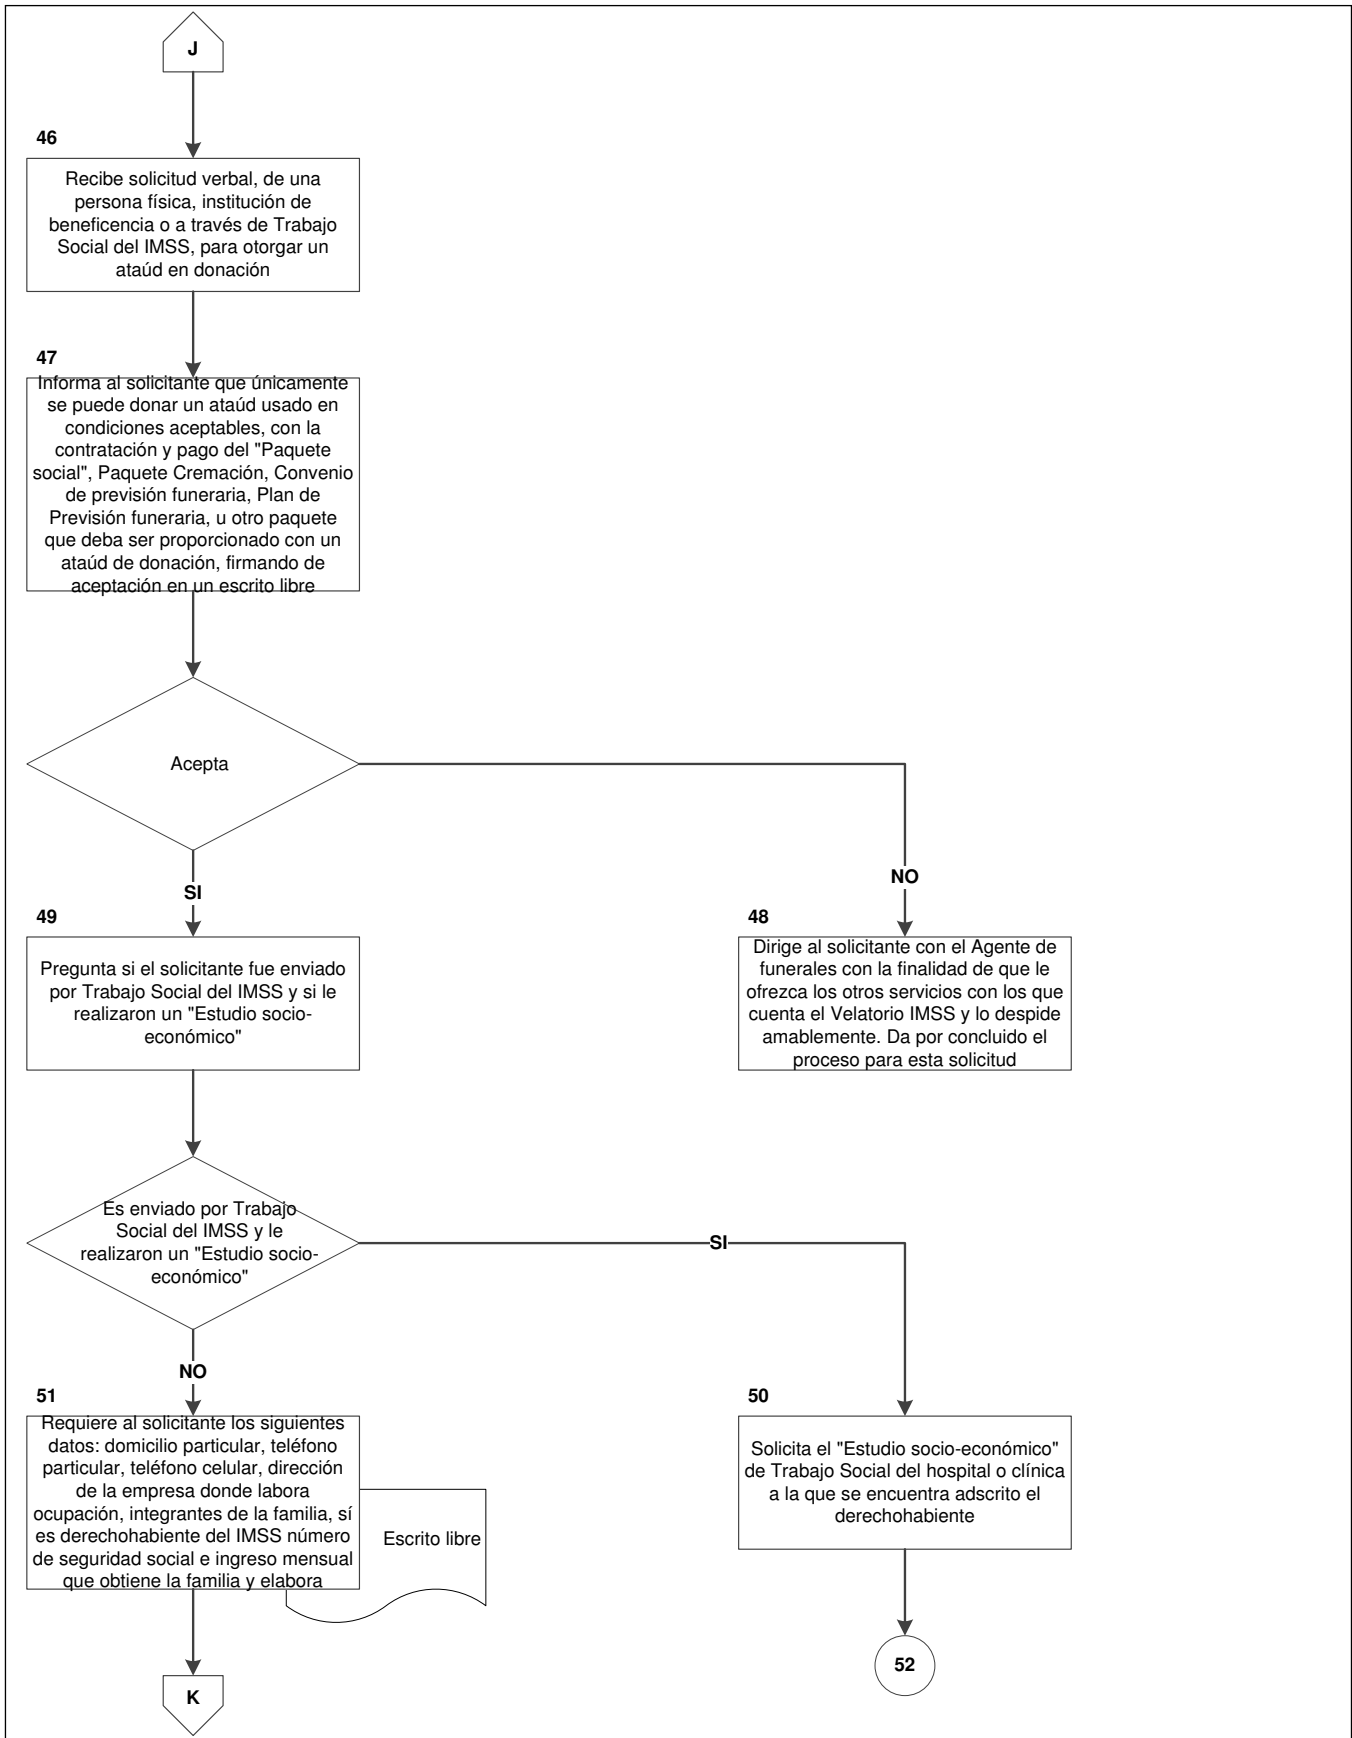 J
46
Recibe solicitud verbal, de una
persona física, institución de
beneficencia o a través de Trabajo
Social del IMSS, para otorgar un
ataúd en donación
47
Informa al solicitante que únicamente
se puede donar un ataúd usado en
condiciones aceptables, con la
contratación y pago del "Paquete
social", Paquete Cremación, Convenio
de previsión funeraria, Plan de
Previsión funeraria, u otro paquete
que deba ser proporcionado con un
ataúd de donación, firmando de
aceptación en un escrito libre
Acepta
SI
NO
49
Pregunta si el solicitante fue enviado
por Trabajo Social del IMSS y si le
realizaron un "Estudio socio-
económico"
48
Dirige al solicitante con el Agente de
funerales con la finalidad de que le
ofrezca los otros servicios con los que
cuenta el Velatorio IMSS y lo despide
amablemente. Da por concluido el
proceso para esta solicitud
Es enviado por Trabajo
Social del IMSS y le
realizaron un "Estudio socio-
económico"
SI
NO
51
Requiere al solicitante los siguientes
datos: domicilio particular, teléfono
particular, teléfono celular, dirección
de la empresa donde labora
ocupación, integrantes de la familia, sí
es derechohabiente del IMSS número
de seguridad social e ingreso mensual
que obtiene la familia y elabora
Escrito libre
50
Solicita el "Estudio socio-económico"
de Trabajo Social del hospital o clínica
a la que se encuentra adscrito el
derechohabiente
52
K